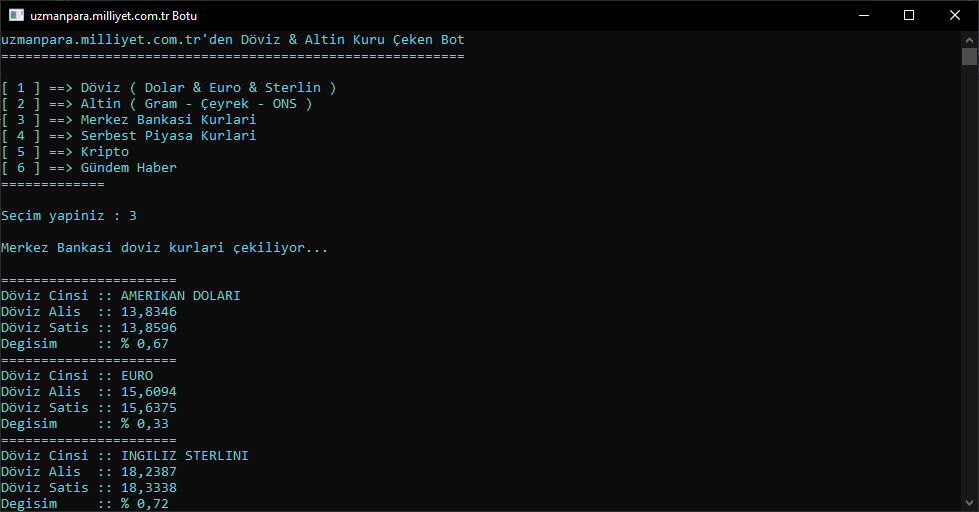 uzmanpara.milliyet.com.tr Botu
uzmanpara.milliyet.com.tr'den Döviz & Altin Kuru Çeken Bot
==========================================================
[ 1 ] ==> Döviz ( Dolar & Euro & Sterlin )
[ 2 ] ==> Altin ( Gram - Çeyrek - ONS )
[ 3 ] ==> Merkez Bankasi Kurlari
[ 4 ] ==> Serbest Piyasa Kurlari
[ 5 ] ==> Kripto
[ 6 ] ==> Gündem Haber
=============
Seçim yapiniz : 3
Merkez Bankasi doviz kurlari çekiliyor...
======================
Döviz Cinsi :: AMERIKAN DOLARI
Döviz Alis  :: 13,8346
Döviz Satis :: 13,8596
Degisim     :: % 0,67
======================
Döviz Cinsi :: EURO
Döviz Alis  :: 15,6094
Döviz Satis :: 15,6375
Degisim     :: % 0,33
======================
Döviz Cinsi :: INGILIZ STERLINI
Döviz Alis  :: 18,2387
Döviz Satis :: 18,3338
Degisim     :: % 0,72